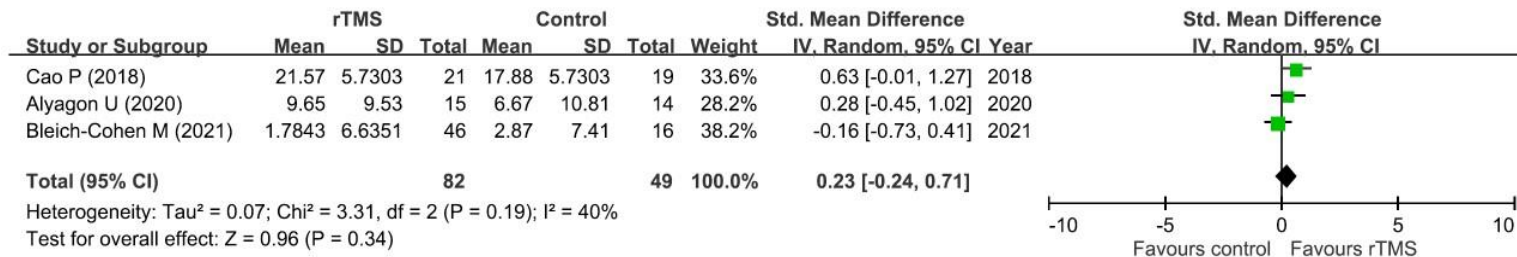 rTMS Control Std. Mean Difference Std. Mean Difference
Study or Subgroup Mean SD Total Mean SD Total Weight IV, Random, 95% CI Year IV, Random, 95% CI
Cao P (2018) 21.57 5.7303 21 17.88 5.7303 19 33.6% 0.63 [-0.01, 1.27] 2018
Alyagon U (2020) 9.65 9.53 15 6.67 10.81 14 28.2% 0.28 [-0.45, 1.02] 2020
Bleich-Cohen M (2021) 1.7843 6.6351 46 2.87 7.41 16 38.2% -0.16 [-0.73, 0.41] 2021
Total (95% CI) 82 49 100.0% 0.23 [-0.24, 0.71]
Heterogeneity: Tau² = 0.07; Chi² = 3.31, df = 2 (P = 0.19); I² = 40%
Test for overall effect: Z = 0.96 (P = 0.34)
-10 -5 0 5 10
Favours control Favours rTMS